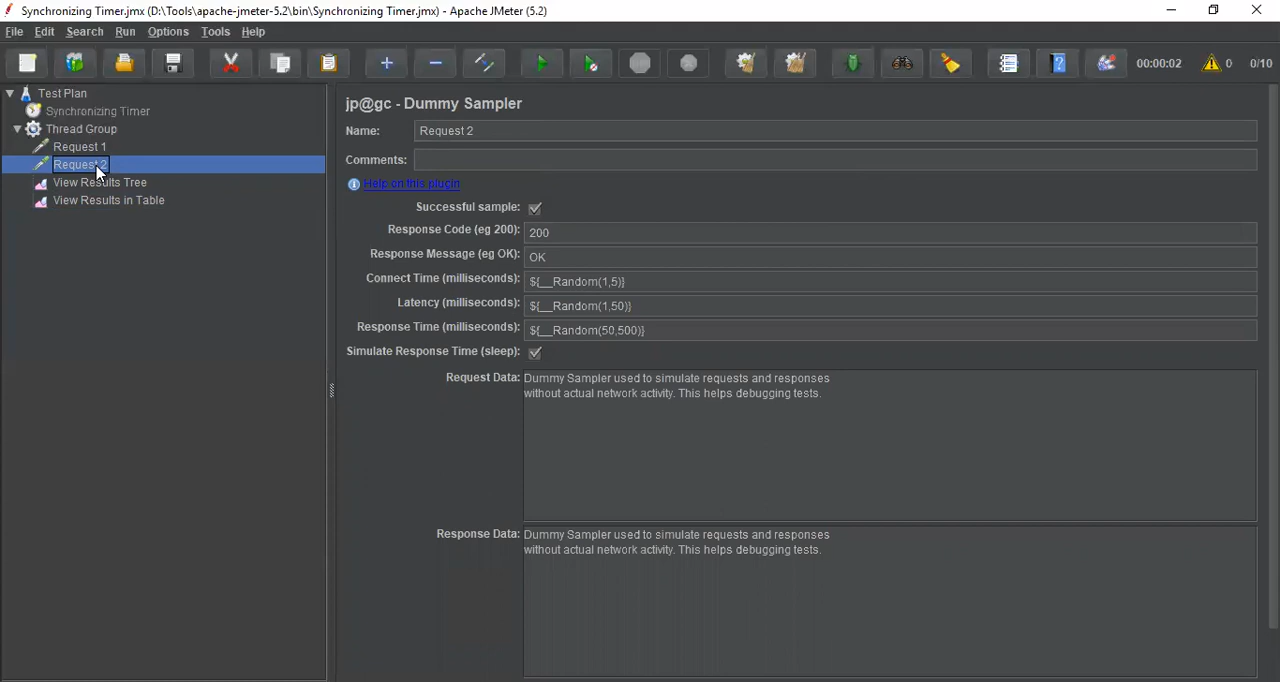 Synchronizing Timer.jmx (D:\Tools\apache-jmeter-5.2\bin\Synchronizing Timer.jmx) - Apache JMeter (5.2)
File Edit Search Run Options Tools Help
00:00:02 0 0/10
Test Plan
Synchronizing Timer
Thread Group
Request 1
Request 2
View Results Tree
View Results in Table
jp@gc - Dummy Sampler
Name: Request 2
Comments:
Help on this plugin
Successful sample:
Response Code (eg 200): 200
Response Message (eg OK): OK
Connect Time (milliseconds): ${__Random(1,5)}
Latency (milliseconds): ${__Random(1,50)}
Response Time (milliseconds): ${__Random(50,500)}
Simulate Response Time (sleep):
Request Data: Dummy Sampler used to simulate requests and responses
without actual network activity. This helps debugging tests.
Response Data: Dummy Sampler used to simulate requests and responses
without actual network activity. This helps debugging tests.